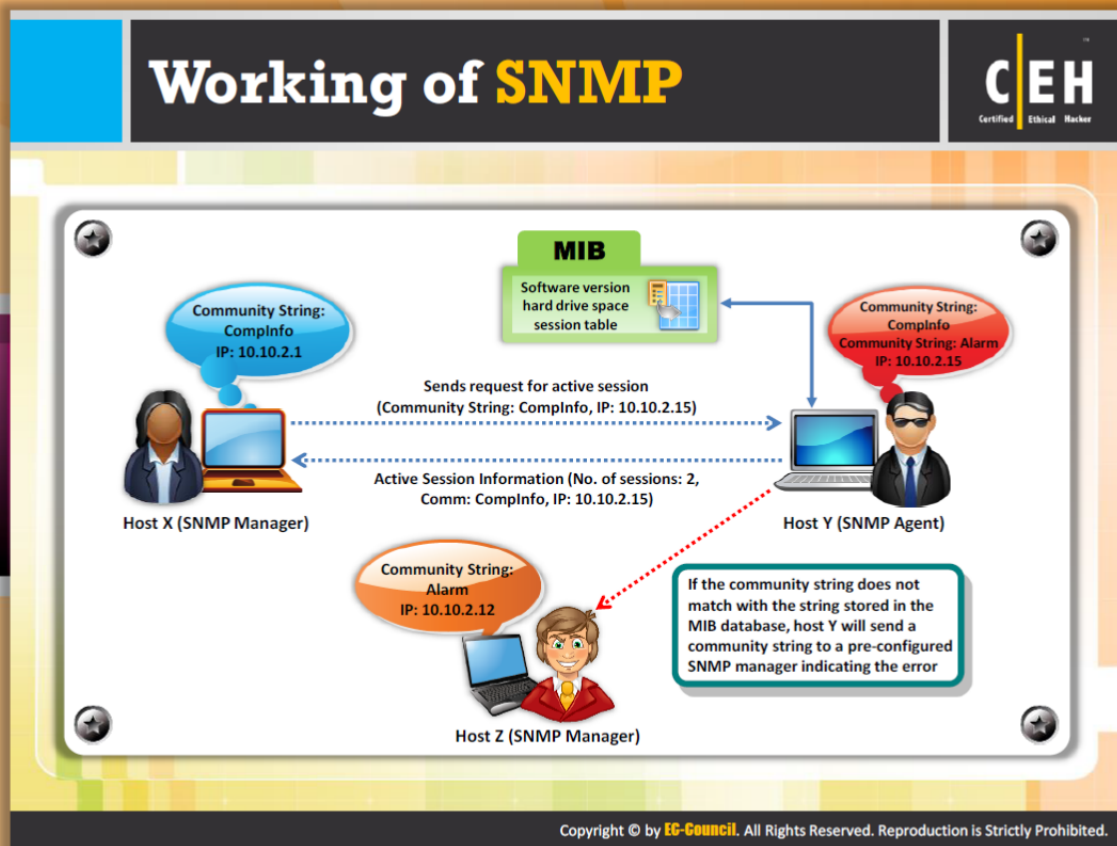 Working of SNMP
C|EH
TM
Certified Ethical Hacker
MIB
Software version
hard drive space
session table
Community String:
CompInfo
IP: 10.10.2.1
Community String:
CompInfo
Community String: Alarm
IP: 10.10.2.15
Sends request for active session
(Community String: CompInfo, IP: 10.10.2.15)
Active Session Information (No. of sessions: 2,
Comm: CompInfo, IP: 10.10.2.15)
Host X (SNMP Manager)
Host Y (SNMP Agent)
Community String:
Alarm
IP: 10.10.2.12
If the community string does not
match with the string stored in the
MIB database, host Y will send a
community string to a pre-configured
SNMP manager indicating the error
Host Z (SNMP Manager)
Copyright © by EC-Council. All Rights Reserved. Reproduction is Strictly Prohibited.